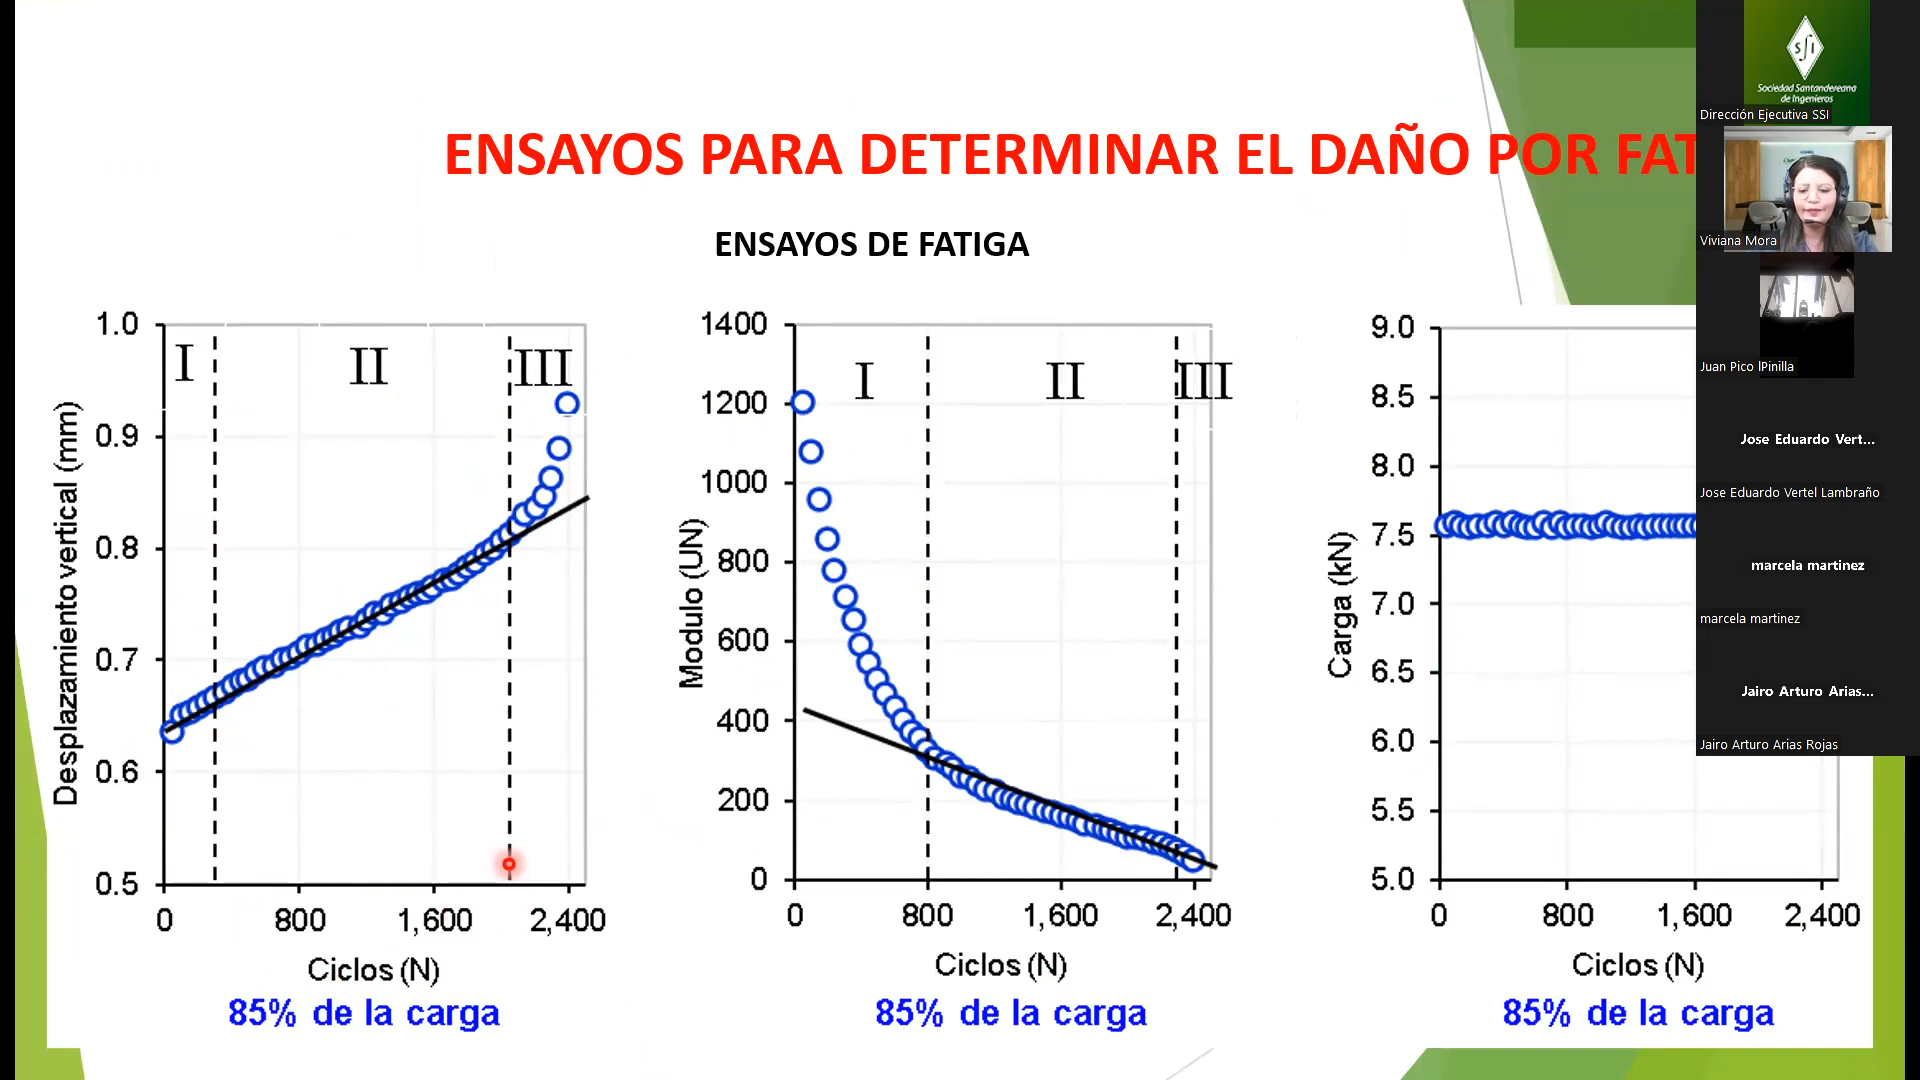 ENSAYOS PARA DETERMINAR EL DAÑO POR FAT
ENSAYOS DE FATIGA
1.0
0.9
0.8
0.7
0.6
0.5
Desplazamiento vertical (mm)
I
II
III
0
800
1,600
2,400
Ciclos (N)
85% de la carga
1400
1200
1000
800
600
400
200
0
Modulo (UN)
I
II
III
0
800
1,600
2,400
Ciclos (N)
85% de la carga
9.0
8.5
8.0
7.5
7.0
6.5
6.0
5.5
5.0
Carga (kN)
0
800
1,600
2,400
Ciclos (N)
85% de la carga
SSI
Sociedad Santandereana
de Ingenieros
Dirección Ejecutiva SSI
Viviana Mora
Juan Pico lPinilla
Jose Eduardo Vert...
Jose Eduardo Vertel Lambraño
marcela martinez
marcela martinez
Jairo Arturo Arias...
Jairo Arturo Arias Rojas